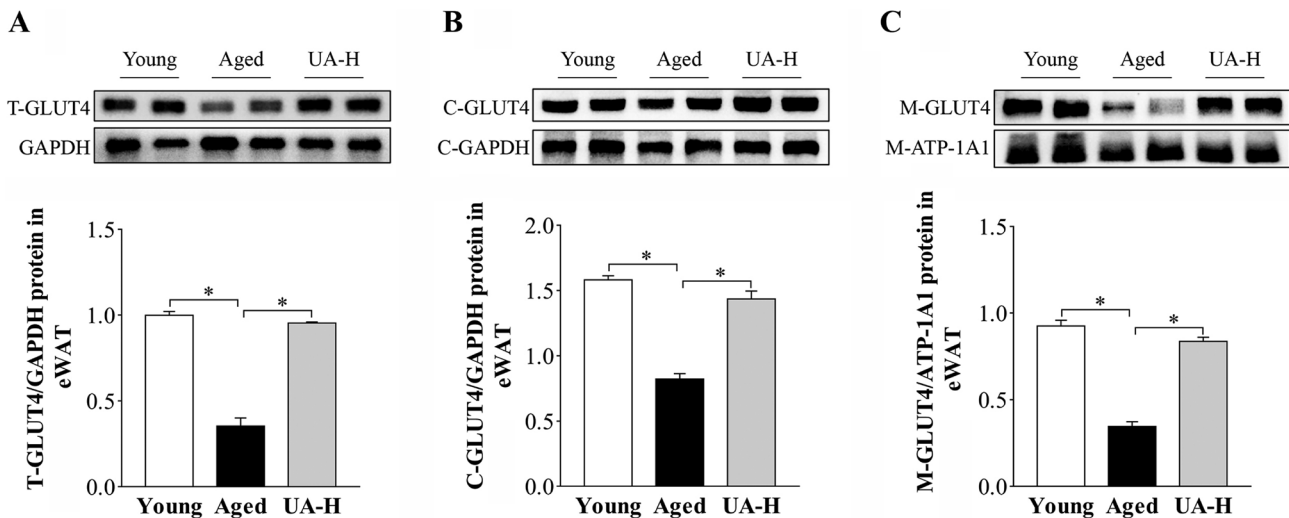 A
Young Aged UA-H
T-GLUT4
GAPDH
T-GLUT4/GAPDH protein in
eWAT
1.5
1.0
0.5
0.0
* *
Young Aged UA-H
B
Young Aged UA-H
C-GLUT4
C-GAPDH
C-GLUT4/GAPDH protein in
eWAT
2.0
1.5
1.0
0.5
0.0
* *
Young Aged UA-H
C
Young Aged UA-H
M-GLUT4
M-ATP-1A1
M-GLUT4/ATP-1A1 protein in
eWAT
1.5
1.0
0.5
0.0
* *
Young Aged UA-H